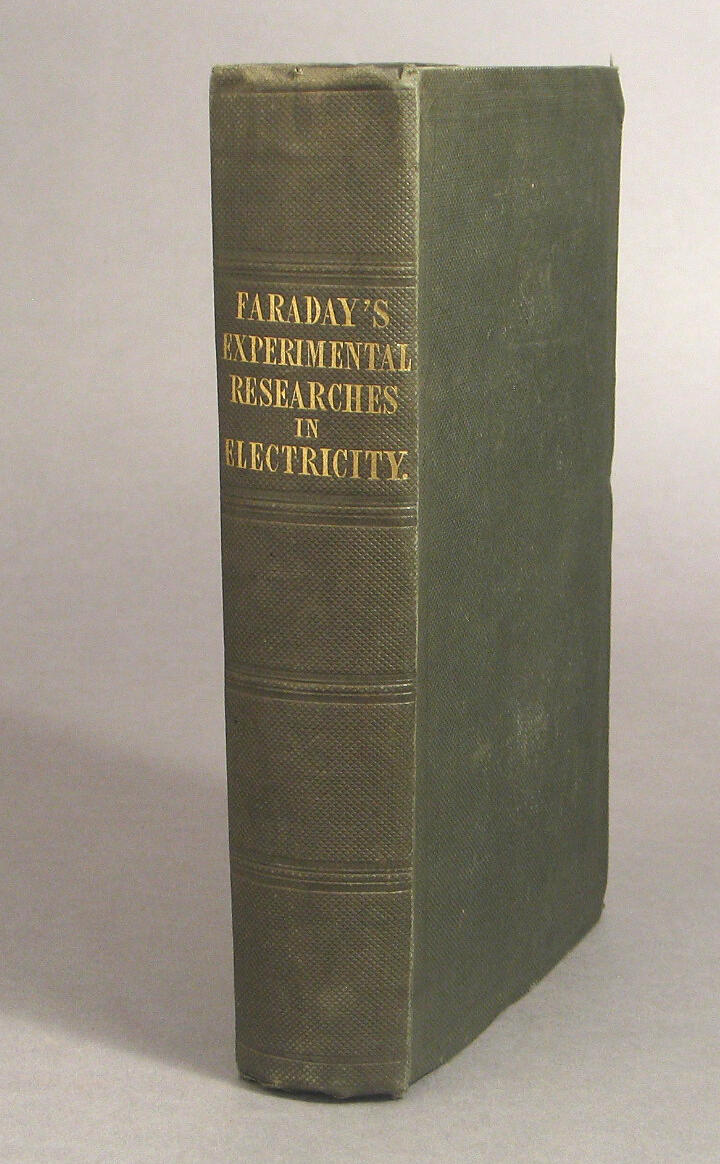 FARADAY'S
EXPERIMENTAL
RESEARCHES
IN
ELECTRICITY.